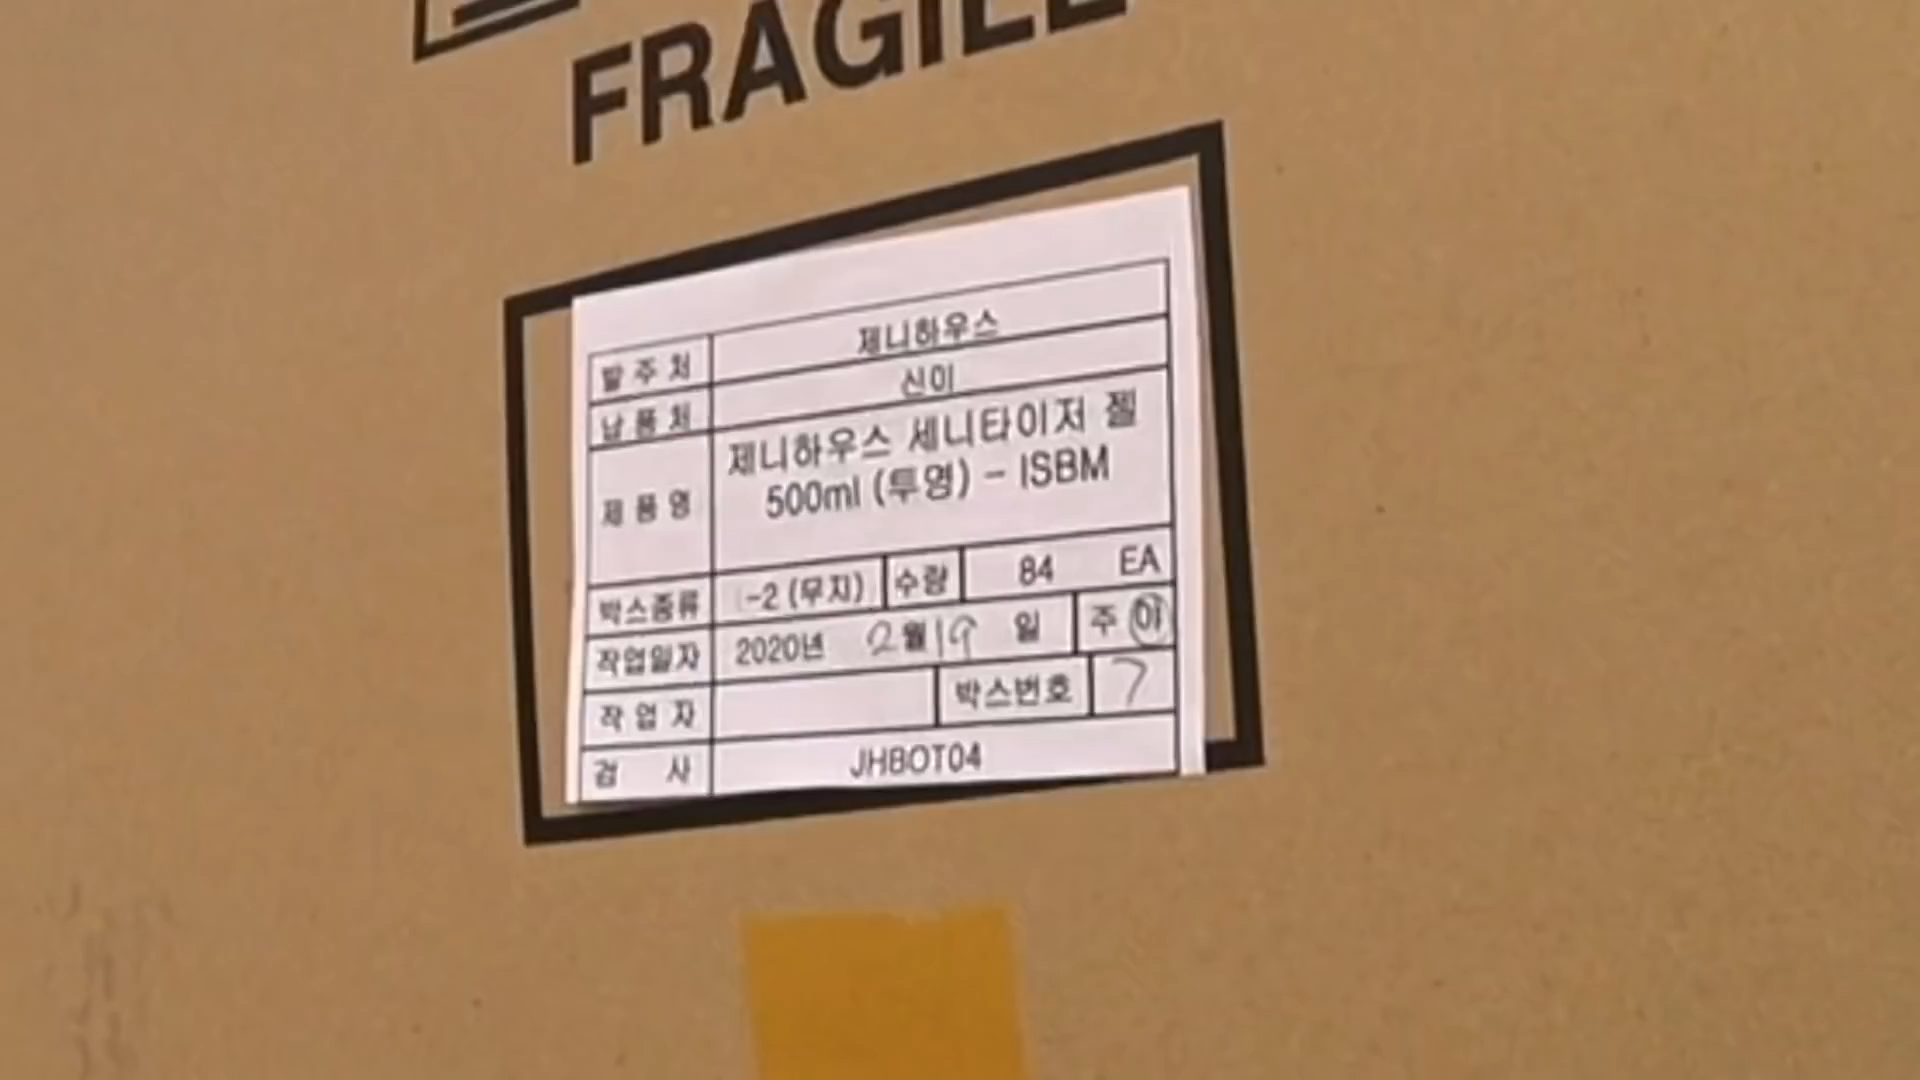 FRAGILE
발주처 제니하우스
납품처 신이
제품명 제니하우스 세니타이저 젤
500ml (투명) - ISBM
박스종류 -2 (무지) 수량 84 EA
작업일자 2020년 2월 19 일 주 야
작업자 박스번호 7
검 사 JHBOT04